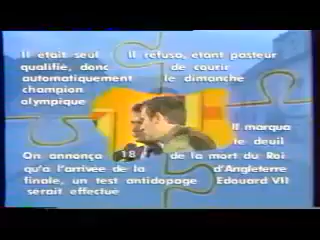 Il était seul
qualifié, donc
automatiquement
champion
olympique
Il refusa, étant pasteur
de courir
le dimanche
Il marqua
le deuil
de la mort du Roi
d'Angleterre
Edouard VII
On annonça
qu'à l'arrivée de la
finale, un test antidopage
serait effectué
18